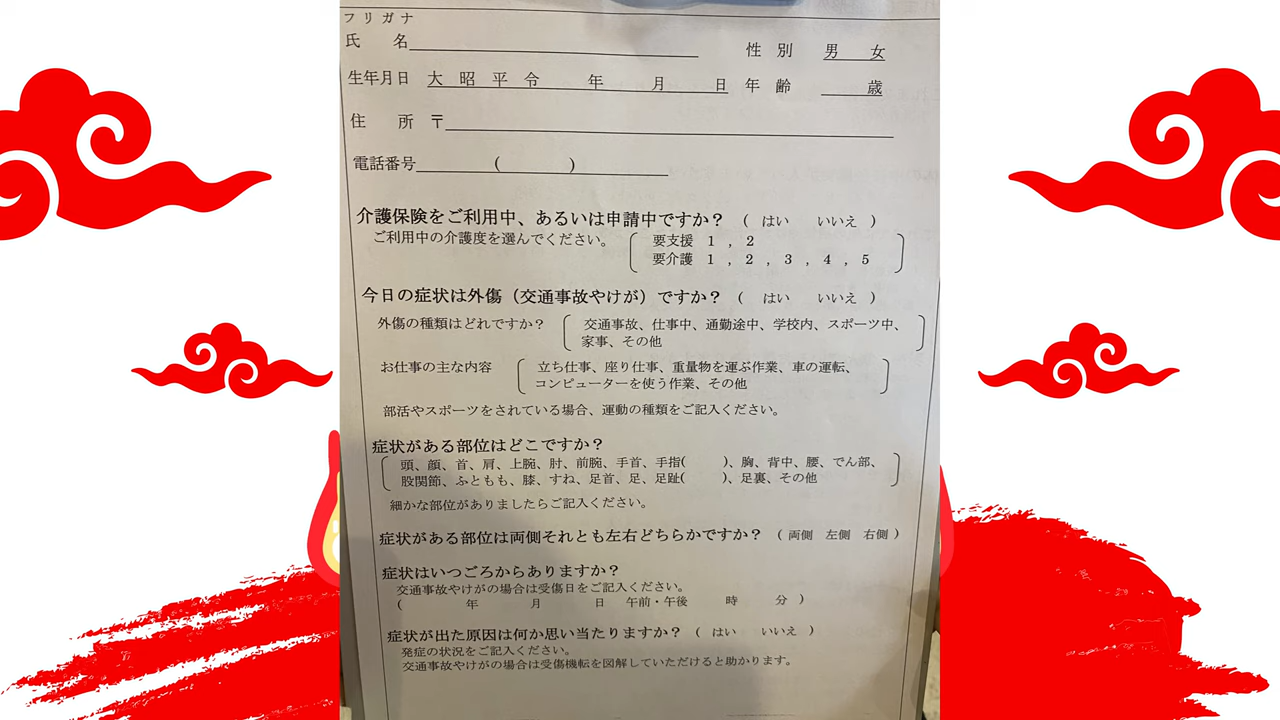 フリガナ
氏　名　　　　　性 別　男　女
生年月日　大 昭 平 令　　年　　月　　日 年 齢　　歳
住　所　〒
電話番号　　　(　　　)
介護保険をご利用中、あるいは申請中ですか？（ はい　いいえ ）
ご利用中の介護度を選んでください。　要支援　1 , 2
要介護　1 , 2 , 3 , 4 , 5
今日の症状は外傷（交通事故やけが）ですか？（ はい　いいえ ）
外傷の種類はどれですか？　交通事故、仕事中、通勤途中、学校内、スポーツ中、
家事、その他
お仕事の主な内容　立ち仕事、座り仕事、重量物を運ぶ作業、車の運転、
コンピューターを使う作業、その他
部活やスポーツをされている場合、運動の種類をご記入ください。
症状がある部位はどこですか？
頭、顔、首、肩、上腕、肘、前腕、手首、手指(　　)、胸、背中、腰、でん部、
股関節、ふともも、膝、すね、足首、足、足趾(　　)、足裏、その他
細かな部位がありましたらご記入ください。
症状がある部位は両側それとも左右どちらかですか？（ 両側　左側　右側 ）
症状はいつごろからありますか？
交通事故やけがの場合は受傷日をご記入ください。
（　　　年　　　月　　　日　午前・午後　　時　　分 ）
症状が出た原因は何か思い当たりますか？（ はい　いいえ ）
発症の状況をご記入ください。
交通事故やけがの場合は受傷機転を図解していただけると助かります。